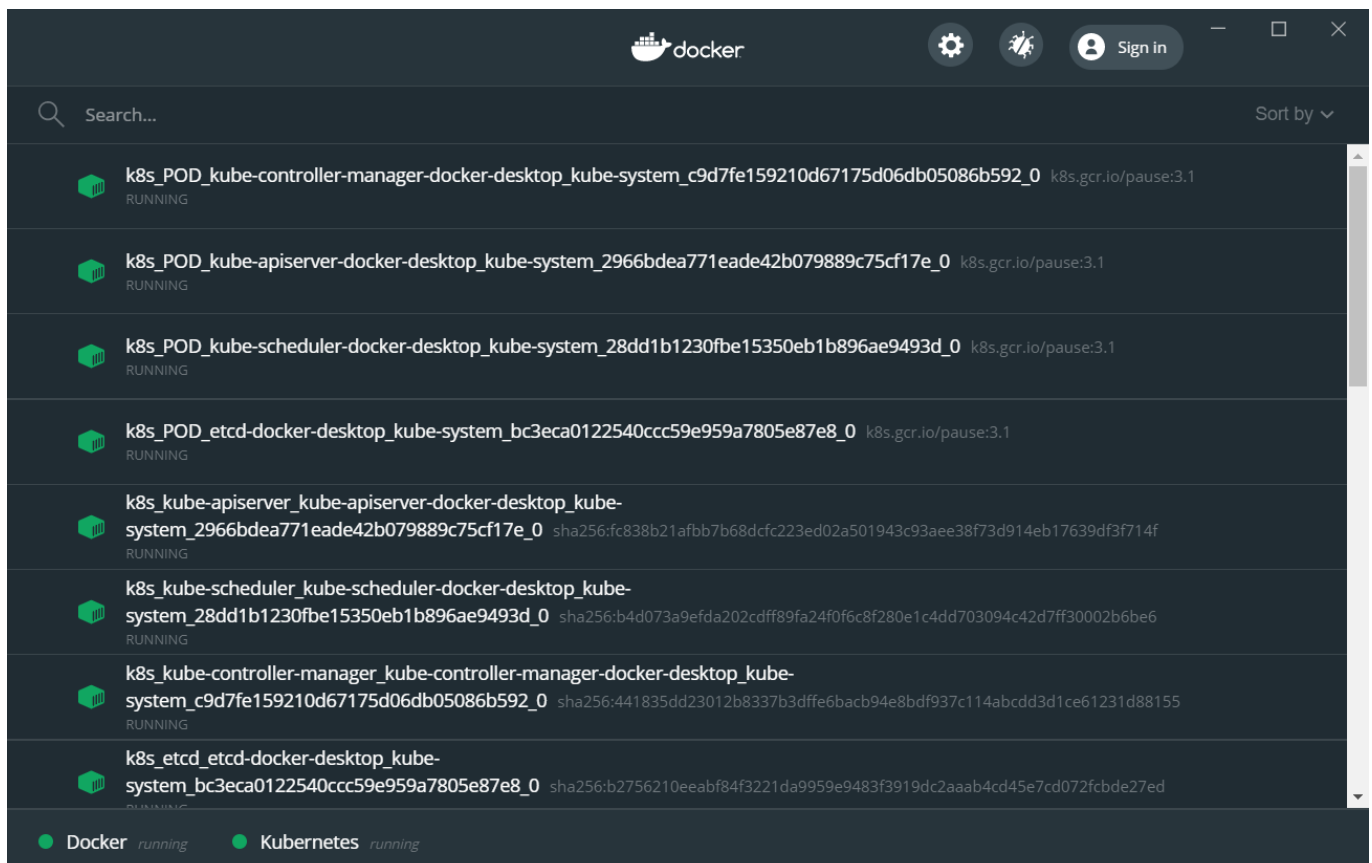 docker
Sign in
Search...
Sort by
k8s_POD_kube-controller-manager-docker-desktop_kube-system_c9d7fe159210d67175d06db05086b592_0 k8s.gcr.io/pause:3.1
RUNNING
k8s_POD_kube-apiserver-docker-desktop_kube-system_2966bdea771eade42b079889c75cf17e_0 k8s.gcr.io/pause:3.1
RUNNING
k8s_POD_kube-scheduler-docker-desktop_kube-system_28dd1b1230fbe15350eb1b896ae9493d_0 k8s.gcr.io/pause:3.1
RUNNING
k8s_POD_etcd-docker-desktop_kube-system_bc3eca0122540ccc59e959a7805e87e8_0 k8s.gcr.io/pause:3.1
RUNNING
k8s_kube-apiserver_kube-apiserver-docker-desktop_kube-
system_2966bdea771eade42b079889c75cf17e_0 sha256:fc838b21afbb7b68dcfc223ed02a501943c93aee38f73d914eb17639df3f714f
RUNNING
k8s_kube-scheduler_kube-scheduler-docker-desktop_kube-
system_28dd1b1230fbe15350eb1b896ae9493d_0 sha256:b4d073a9efda202cdff89fa24f0f6c8f280e1c4dd703094c42d7ff30002b6be6
RUNNING
k8s_kube-controller-manager_kube-controller-manager-docker-desktop_kube-
system_c9d7fe159210d67175d06db05086b592_0 sha256:441835dd23012b8337b3dffe6bacb94e8bdf937c114abcdd3d1ce61231d88155
RUNNING
k8s_etcd_etcd-docker-desktop_kube-
system_bc3eca0122540ccc59e959a7805e87e8_0 sha256:b2756210eeabf84f3221da9959e9483f3919dc2aaab4cd45e7cd072fcbde27ed
RUNNING
Docker running Kubernetes running